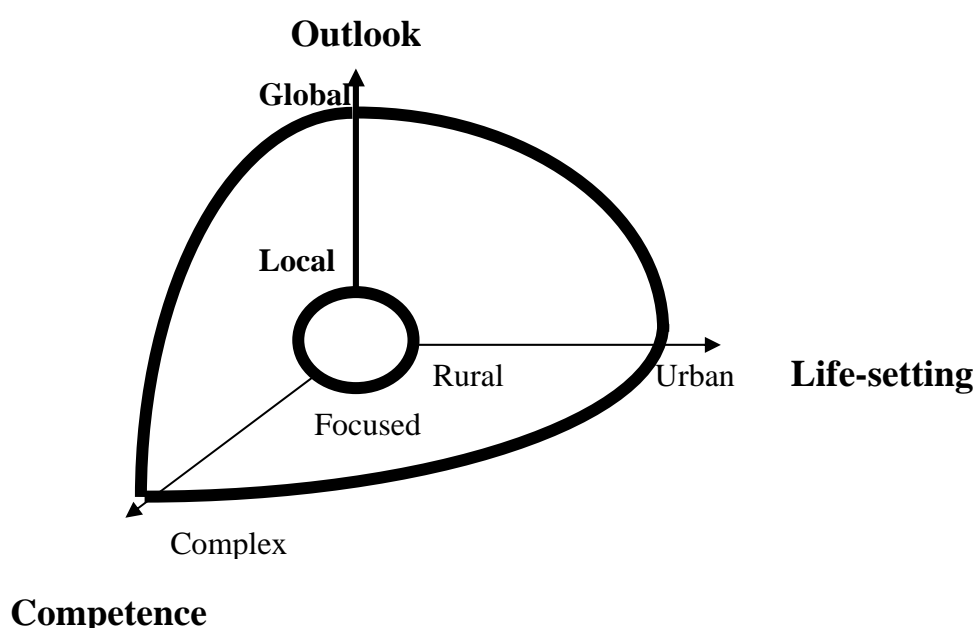 Outlook
Global
Local
Rural
Urban
Life-setting
Focused
Complex
Competence